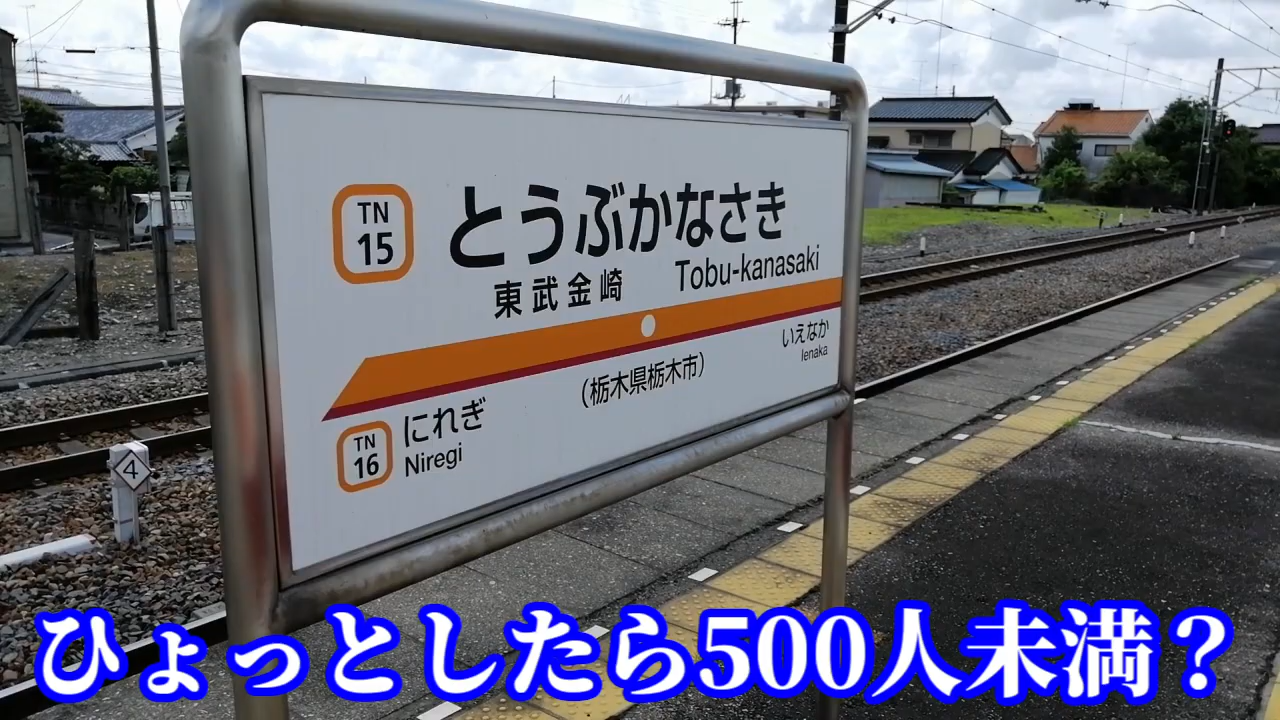 TN
15
とうぶかなさき
東武金崎
Tobu-kanasaki
いえなか
Ienaka
(栃木県栃木市)
TN
16
にれぎ
Niregi
4
ひょっとしたら500人未満？